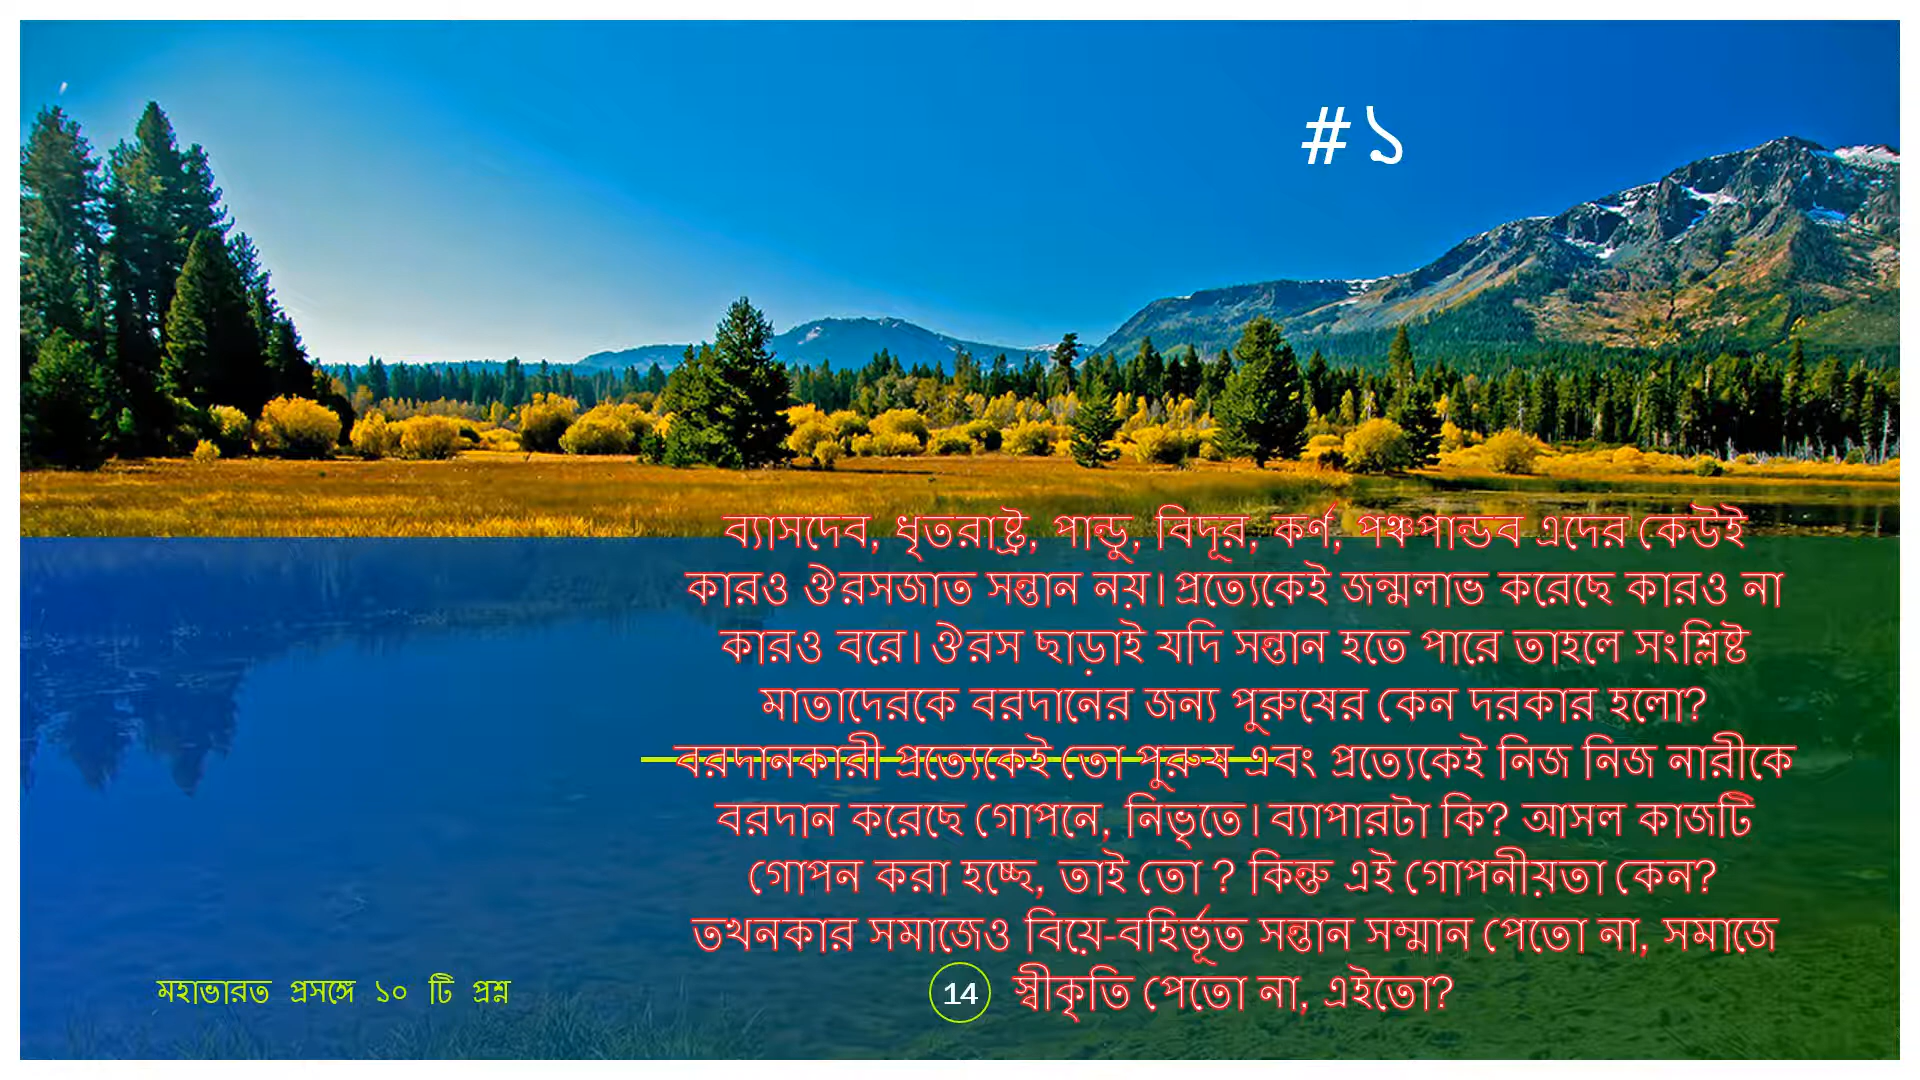 #১
ব্যাসদেব, ধৃতরাষ্ট্র, পান্ডু, বিদূর, কর্ণ, পঞ্চপান্ডব এদের কেউই
কারও ঔরসজাত সন্তান নয়। প্রত্যেকেই জন্মলাভ করেছে কারও না
কারও বরে। ঔরস ছাড়াই যদি সন্তান হতে পারে তাহলে সংশ্লিষ্ট
মাতাদেরকে বরদানের জন্য পুরুষের কেন দরকার হলো?
বরদানকারী প্রত্যেকেই তো পুরুষ এবং প্রত্যেকেই নিজ নিজ নারীকে
বরদান করেছে গোপনে, নিভৃতে। ব্যাপারটা কি? আসল কাজটি
গোপন করা হচ্ছে, তাই তো ? কিন্তু এই গোপনীয়তা কেন?
তখনকার সমাজেও বিয়ে-বহির্ভূত সন্তান সম্মান পেতো না, সমাজে
স্বীকৃতি পেতো না, এইতো?
মহাভারত প্রসঙ্গে ১০ টি প্রশ্ন
14